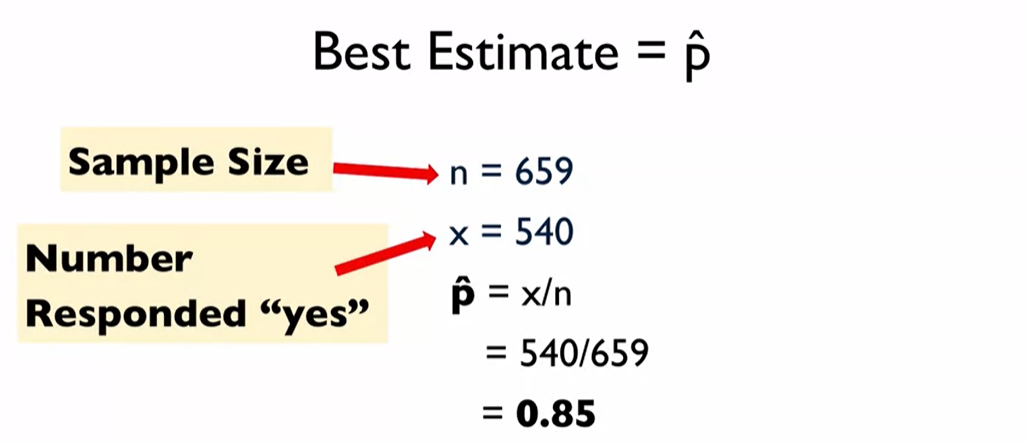 Best Estimate = p̂
Sample Size
n = 659
x = 540
Number
Responded “yes”
p̂ = x/n
= 540/659
= 0.85